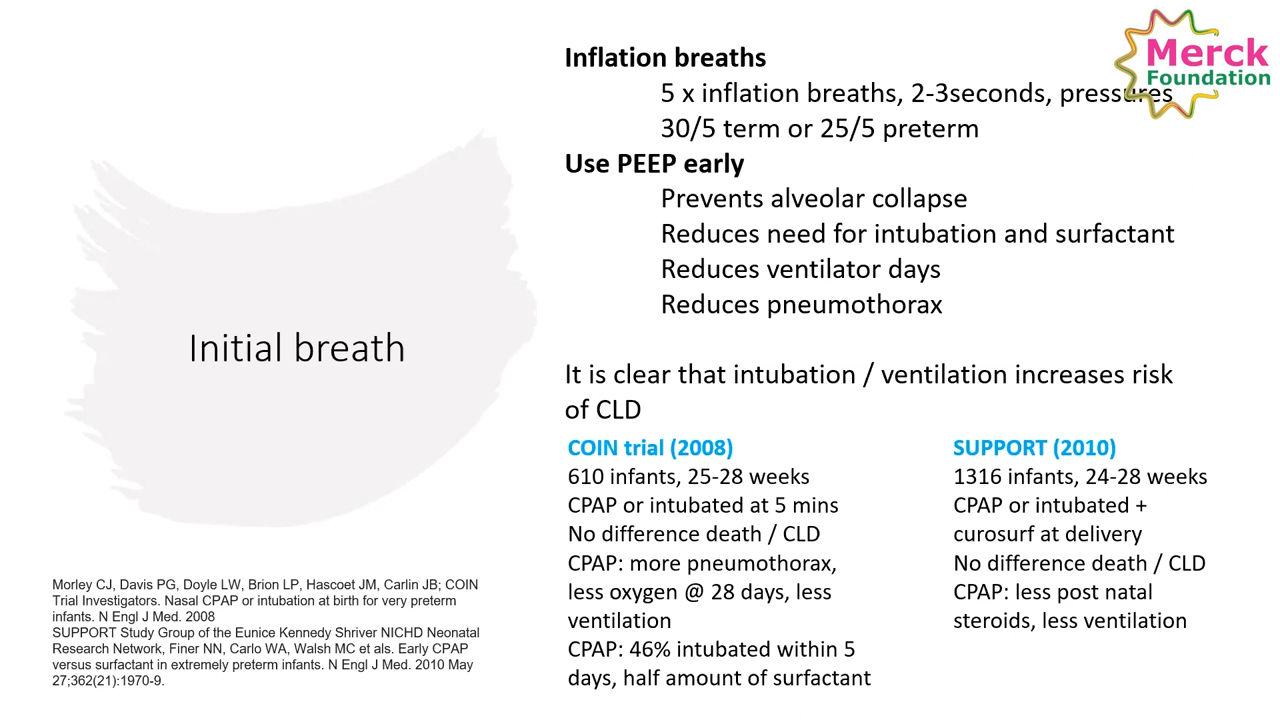 Merck
Foundation
Inflation breaths
5 x inflation breaths, 2-3seconds, pressures
30/5 term or 25/5 preterm
Use PEEP early
Prevents alveolar collapse
Reduces need for intubation and surfactant
Reduces ventilator days
Reduces pneumothorax
Initial breath
It is clear that intubation / ventilation increases risk
of CLD
COIN trial (2008)
610 infants, 25-28 weeks
CPAP or intubated at 5 mins
No difference death / CLD
CPAP: more pneumothorax,
less oxygen @ 28 days, less
ventilation
CPAP: 46% intubated within 5
days, half amount of surfactant
SUPPORT (2010)
1316 infants, 24-28 weeks
CPAP or intubated +
curosurf at delivery
No difference death / CLD
CPAP: less post natal
steroids, less ventilation
Morley CJ, Davis PG, Doyle LW, Brion LP, Hascoet JM, Carlin JB; COIN
Trial Investigators. Nasal CPAP or intubation at birth for very preterm
infants. N Engl J Med. 2008
SUPPORT Study Group of the Eunice Kennedy Shriver NICHD Neonatal
Research Network, Finer NN, Carlo WA, Walsh MC et als. Early CPAP
versus surfactant in extremely preterm infants. N Engl J Med. 2010 May
27;362(21):1970-9.